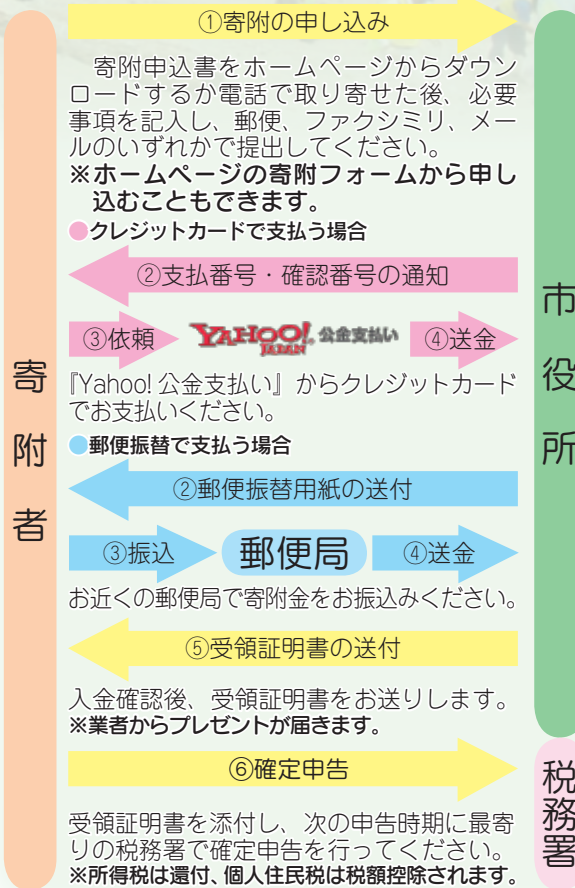 ①寄附の申し込み
寄附申込書をホームページからダウン
ロードするか電話で取り寄せた後、必要
事項を記入し、郵便、ファクシミリ、メー
ルのいずれかで提出してください。
※ホームページの寄附フォームから申し
込むこともできます。
●クレジットカードで支払う場合
②支払番号・確認番号の通知
③依頼
YAHOO! JAPAN 公金支払い
④送金
『Yahoo! 公金支払い』からクレジットカード
でお支払いください。
●郵便振替で支払う場合
②郵便振替用紙の送付
③振込
郵便局
④送金
お近くの郵便局で寄附金をお振込みください。
⑤受領証明書の送付
入金確認後、受領証明書をお送りします。
※業者からプレゼントが届きます。
⑥確定申告
受領証明書を添付し、次の申告時期に最寄
りの税務署で確定申告を行ってください。
※所得税は還付、個人住民税は税額控除されます。
寄附者
市役所
税務署